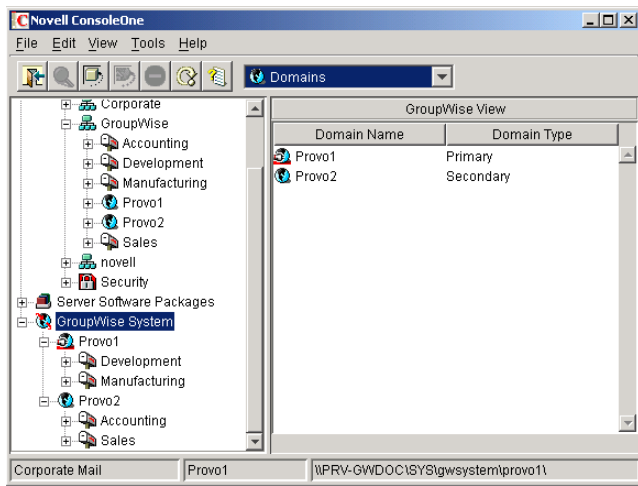 Novell ConsoleOne
File Edit View Tools Help
Domains
Corporate
GroupWise
Accounting
Development
Manufacturing
Provo1
Provo2
Sales
novell
Security
Server Software Packages
GroupWise System
Provo1
Development
Manufacturing
Provo2
Accounting
Sales
GroupWise View
Domain Name Domain Type
Provo1 Primary
Provo2 Secondary
Corporate Mail Provo1 \\PRV-GWDOC\SYS\gwsystem\provo1\